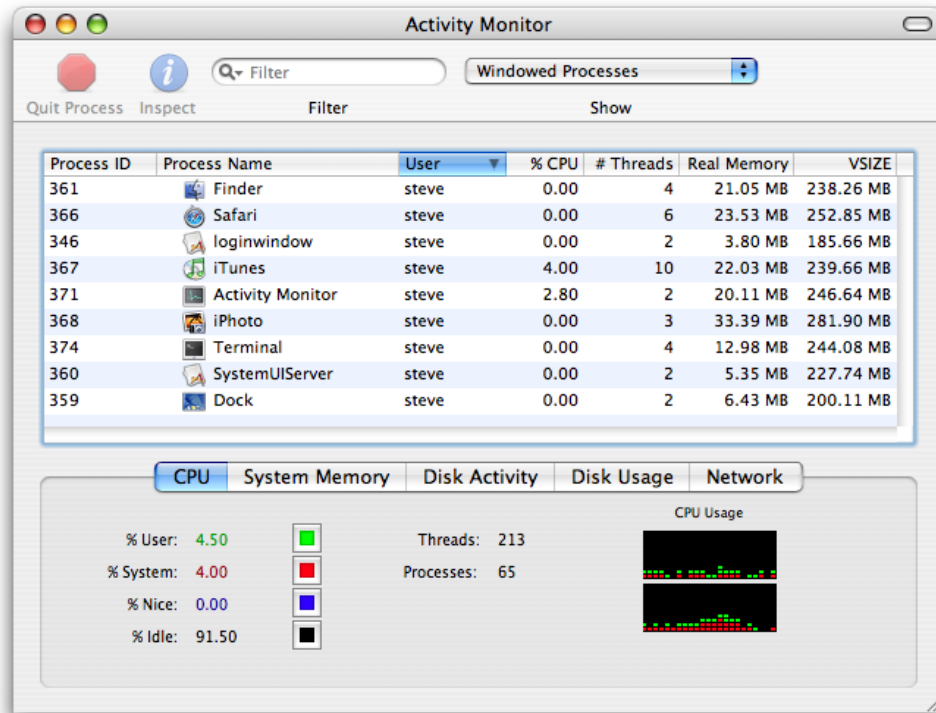 Activity Monitor
Filter
Windowed Processes
Quit Process Inspect Filter Show
Process ID Process Name User % CPU # Threads Real Memory VSIZE
361 Finder steve 0.00 4 21.05 MB 238.26 MB
366 Safari steve 0.00 6 23.53 MB 252.85 MB
346 loginwindow steve 0.00 2 3.80 MB 185.66 MB
367 iTunes steve 4.00 10 22.03 MB 239.66 MB
371 Activity Monitor steve 2.80 2 20.11 MB 246.64 MB
368 iPhoto steve 0.00 3 33.39 MB 281.90 MB
374 Terminal steve 0.00 4 12.98 MB 244.08 MB
360 SystemUIServer steve 0.00 2 5.35 MB 227.74 MB
359 Dock steve 0.00 2 6.43 MB 200.11 MB
CPU System Memory Disk Activity Disk Usage Network
CPU Usage
% User: 4.50 Threads: 213
% System: 4.00 Processes: 65
% Nice: 0.00
% Idle: 91.50